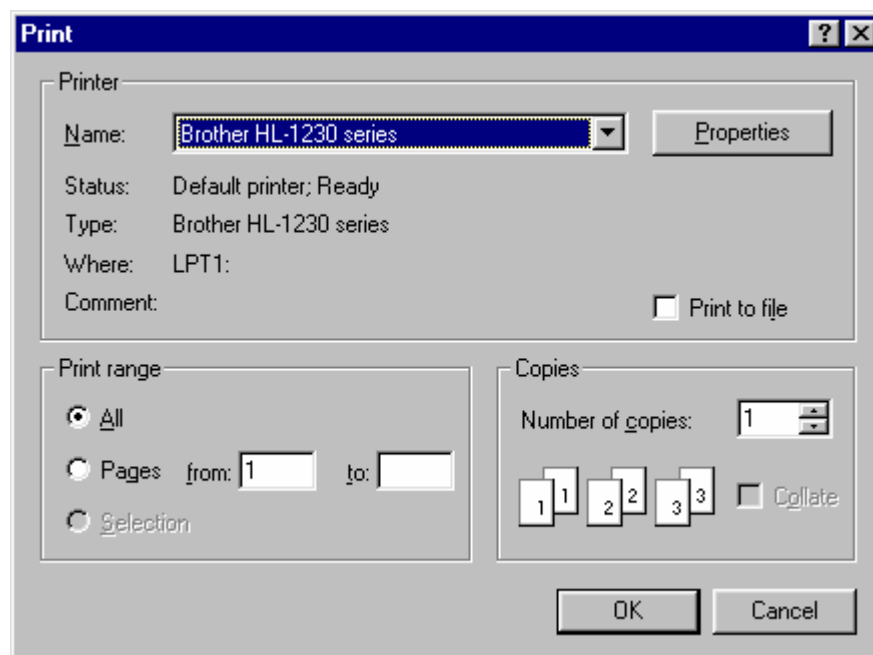 Print
Printer
Name: Brother HL-1230 series Properties
Status: Default printer; Ready
Type: Brother HL-1230 series
Where: LPT1:
Comment: Print to file
Print range
All
Pages from: 1 to:
Selection
Copies
Number of copies: 1
1 1 2 2 3 3 Collate
OK Cancel